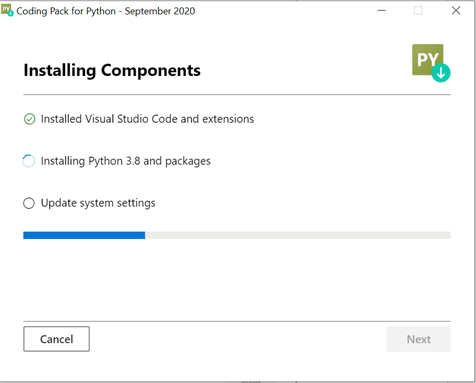 Coding Pack for Python - September 2020
PY
Installing Components
Installed Visual Studio Code and extensions
Installing Python 3.8 and packages
Update system settings
Cancel
Next